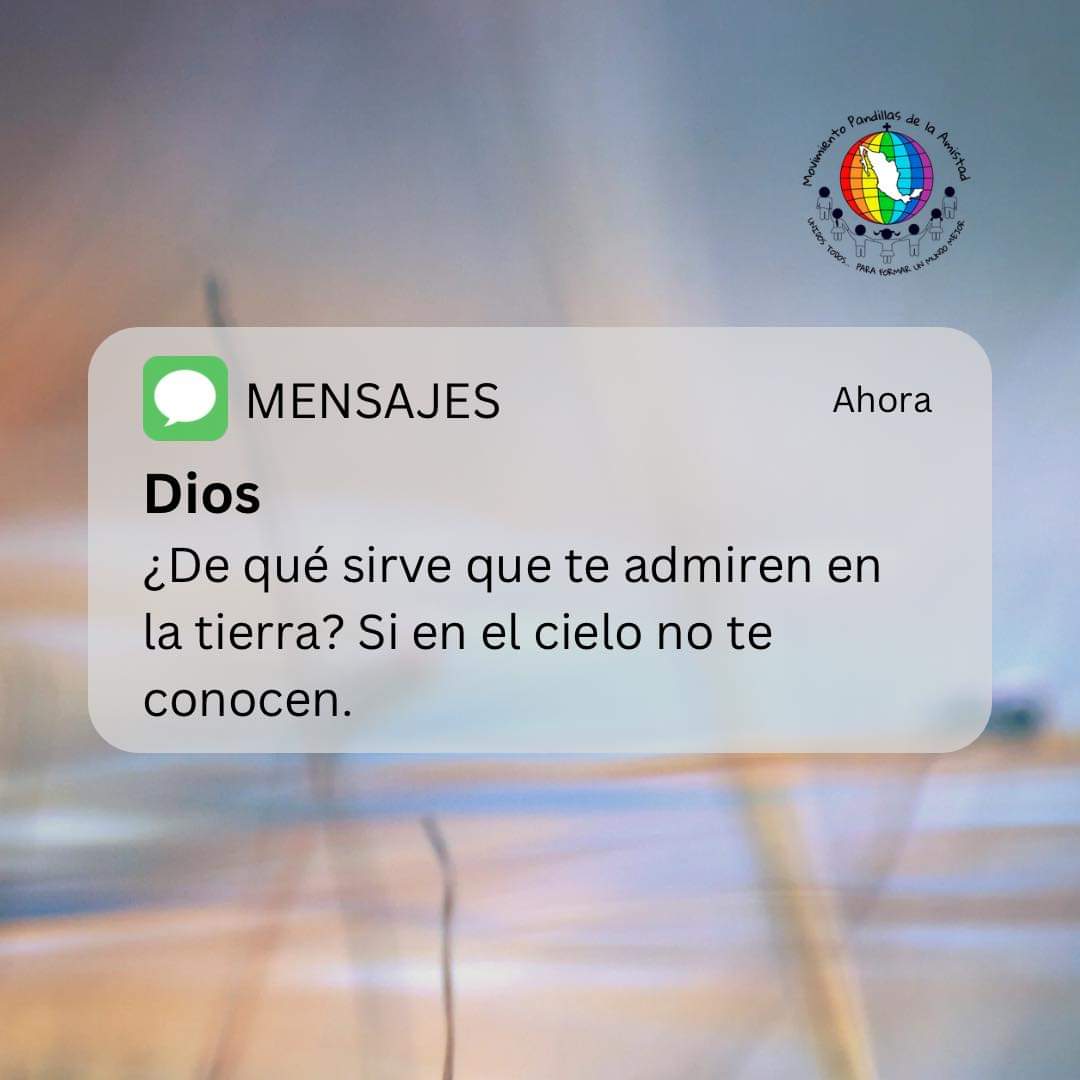 Movimiento Pandillas de la Amistad
UNIDOS TODOS... PARA FORMAR UN MUNDO MEJOR
MENSAJES
Ahora
Dios
¿De qué sirve que te admiren en
la tierra? Si en el cielo no te
conocen.